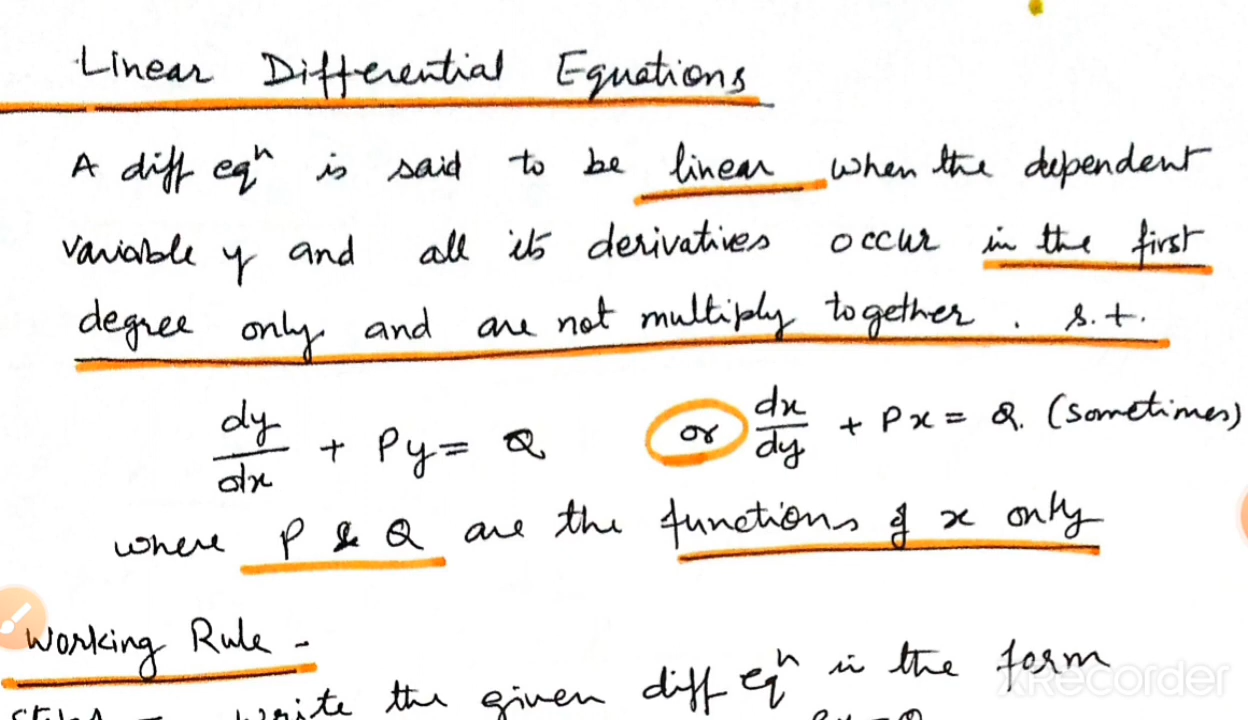 Linear Differential Equations
A diff eqⁿ is said to be linear when the dependent
variable y and all its derivatives occur in the first
degree only and are not multiply together. s.t.
dy/dx + Py = Q or dx/dy + Px = Q. (sometimes)
where P & Q are the functions of x only
Working Rule -
write the given diff eqⁿ in the form
XRecorder